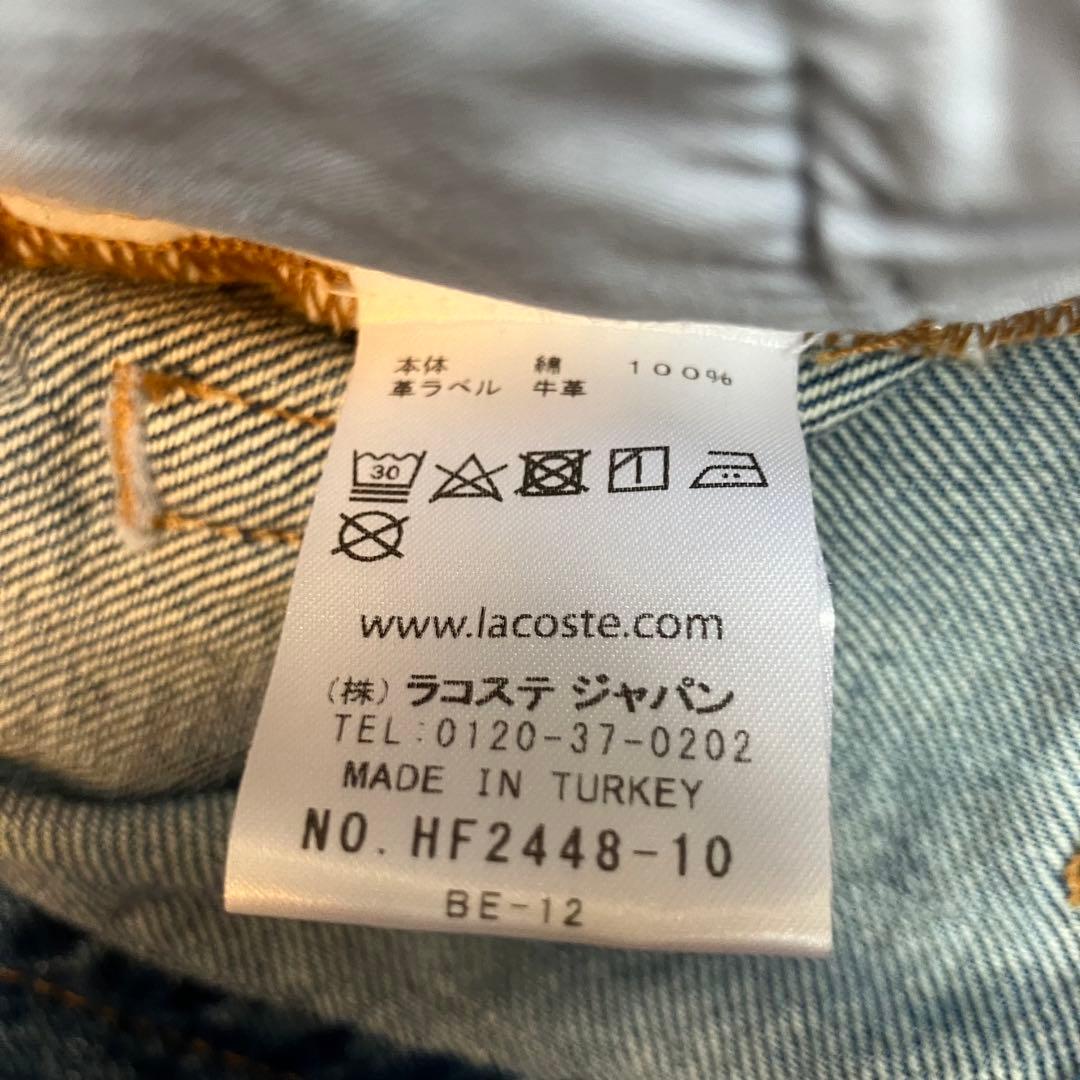 本体 綿 100%
革ラベル 牛革
30
www.lacoste.com
(株) ラコステ ジャパン
TEL:0120-37-0202
MADE IN TURKEY
NO. HF2448-10
BE-12